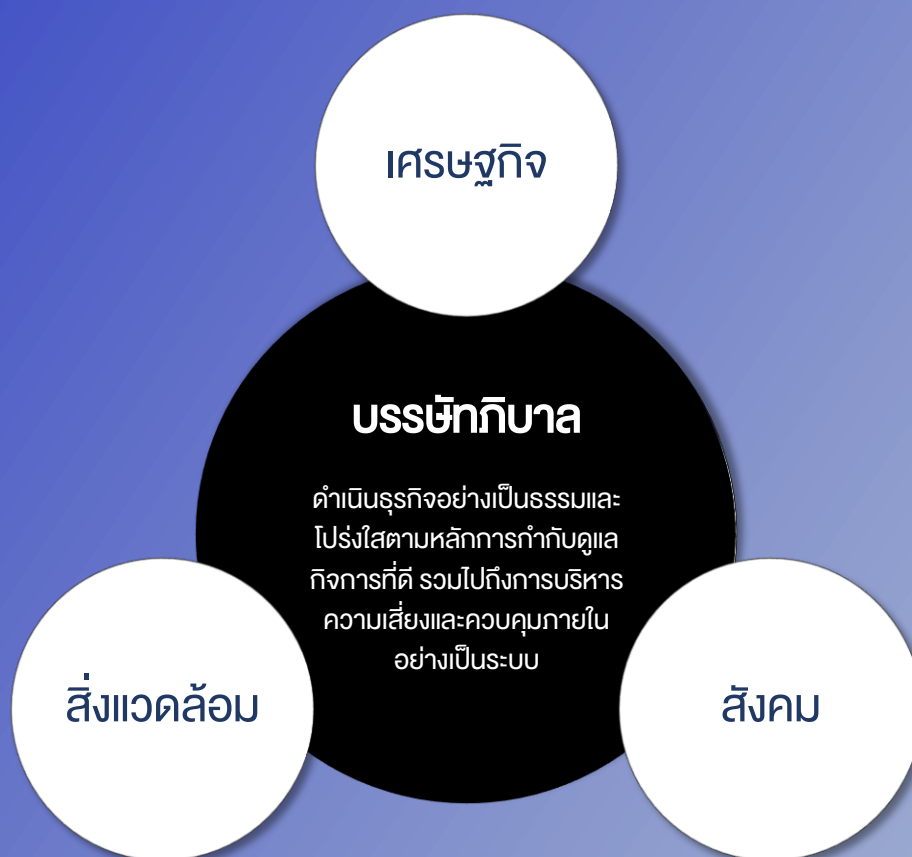 เศรษฐกิจ
บรรษัทภิบาล
ดำเนินธุรกิจอย่างเป็นธรรมและ
โปร่งใสตามหลักการกำกับดูแล
กิจการที่ดี รวมไปถึงการบริหาร
ความเสี่ยงและควบคุมภายใน
อย่างเป็นระบบ
สิ่งแวดล้อม
สังคม